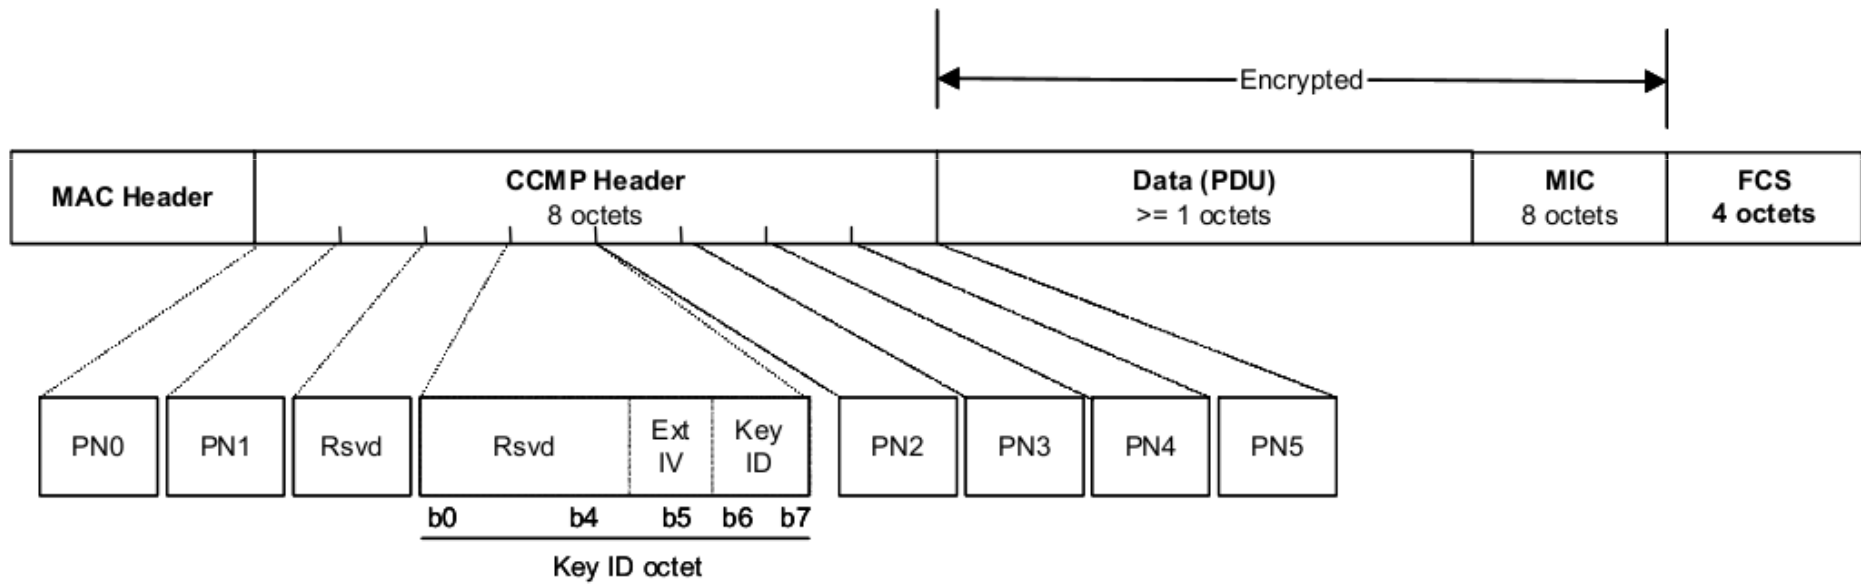 Encrypted
MAC Header
CCMP Header
8 octets
Data (PDU)
>= 1 octets
MIC
8 octets
FCS
4 octets
PN0
PN1
Rsvd
Rsvd
Ext
IV
Key
ID
PN2
PN3
PN4
PN5
b0 b4 b5 b6 b7
Key ID octet